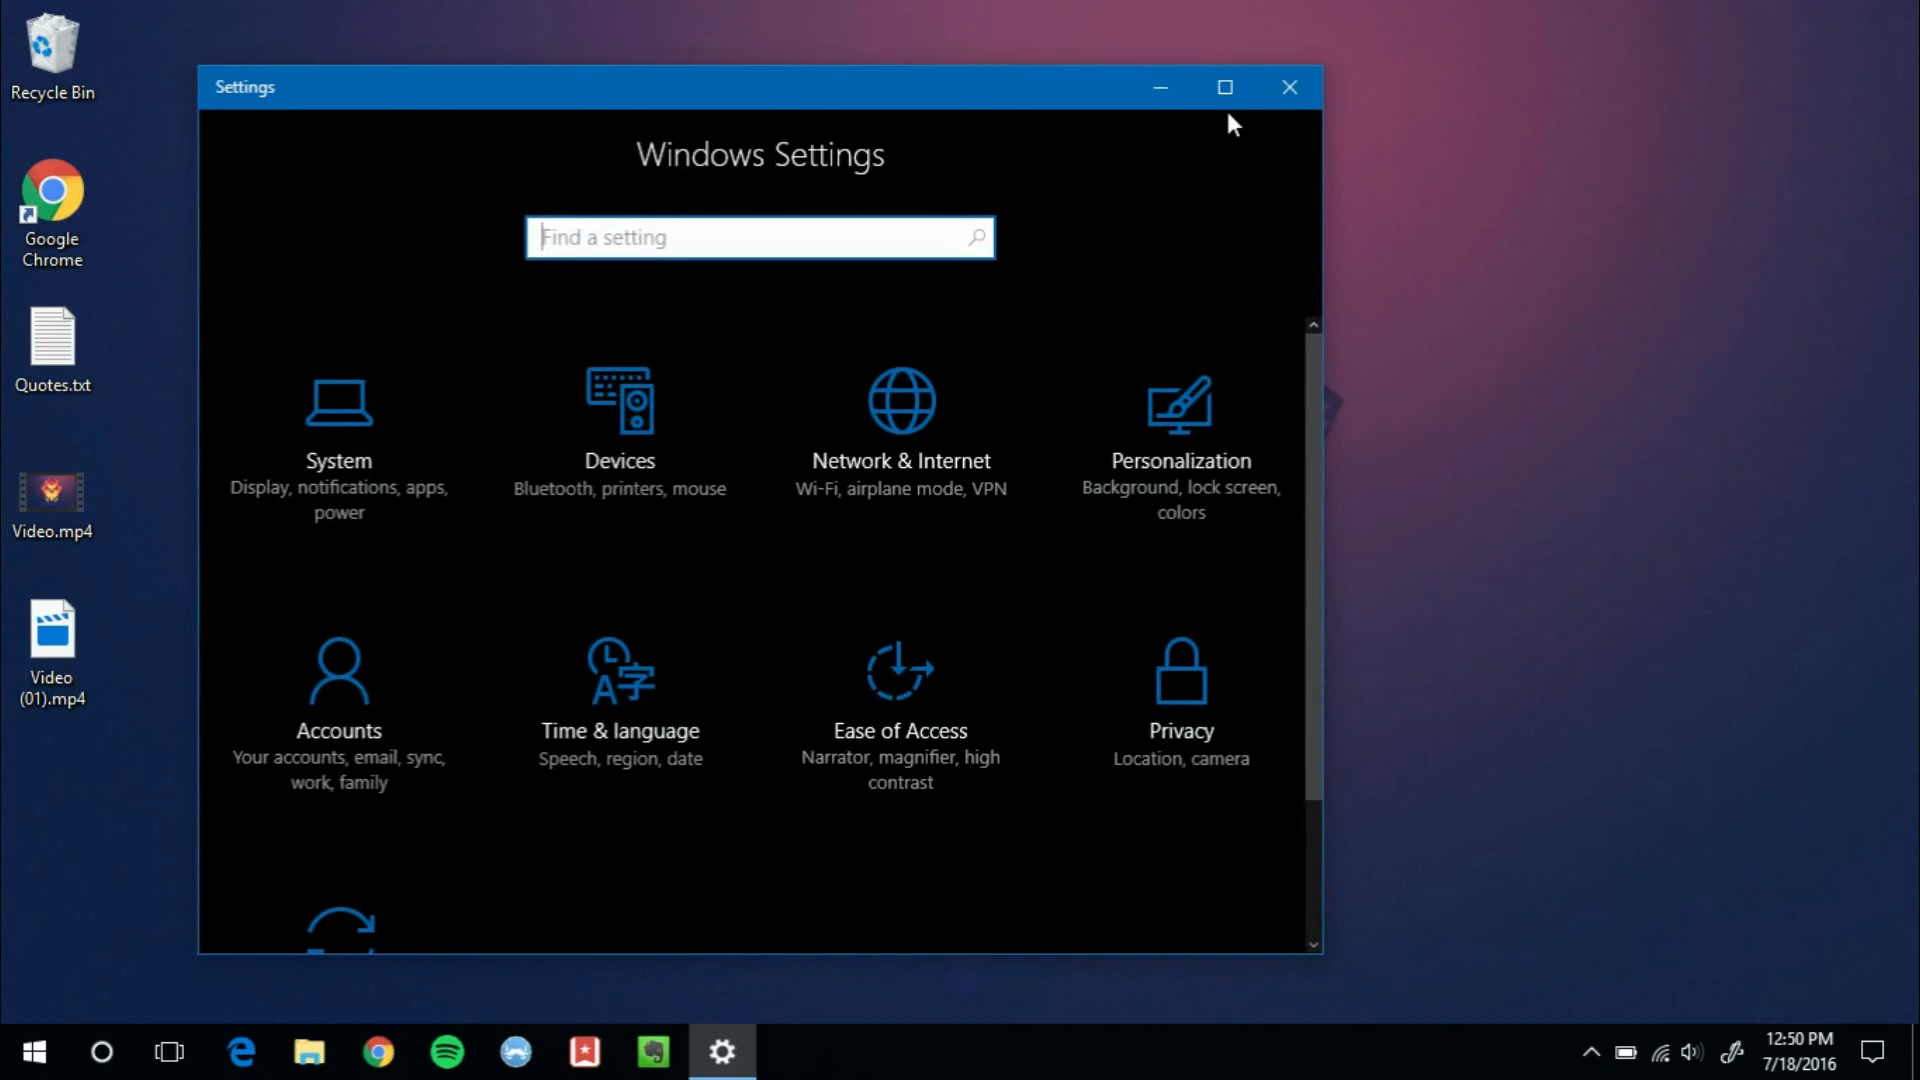 Recycle Bin
Google
Chrome
Quotes.txt
Video.mp4
Video
(01).mp4
Settings
Windows Settings
Find a setting
System
Display, notifications, apps,
power
Devices
Bluetooth, printers, mouse
Network & Internet
Wi-Fi, airplane mode, VPN
Personalization
Background, lock screen,
colors
Accounts
Your accounts, email, sync,
work, family
Time & language
Speech, region, date
Ease of Access
Narrator, magnifier, high
contrast
Privacy
Location, camera
12:50 PM
7/18/2016